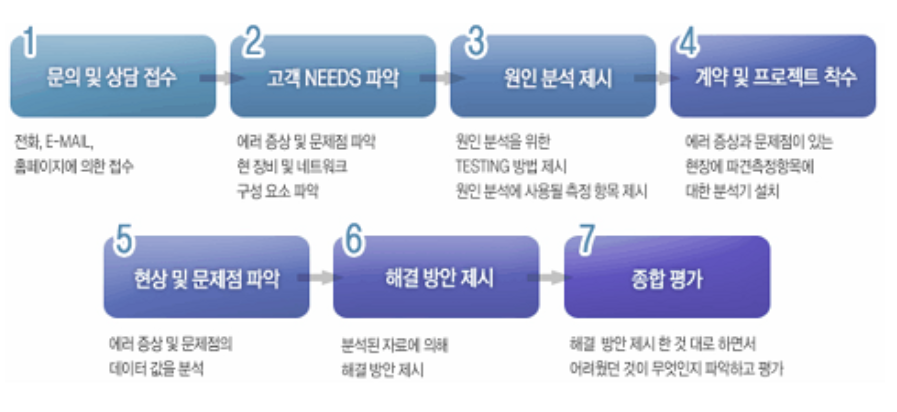 1
문의 및 상담 접수
전화, E-MAIL,
홈페이지에 의한 접수
2
고객 NEEDS 파악
에러 증상 및 문제점 파악
현 장비 및 네트워크
구성 요소 파악
3
원인 분석 제시
원인 분석을 위한
TESTING 방법 제시
원인 분석에 사용될 측정 항목 제시
4
계약 및 프로젝트 착수
에러 증상과 문제점이 있는
현장에 파견측정항목에
대한 분석기 설치
5
현상 및 문제점 파악
에러 증상 및 문제점의
데이터 값을 분석
6
해결 방안 제시
분석된 자료에 의해
해결 방안 제시
7
종합 평가
해결 방안 제시 한 것 대로 하면서
어려웠던 것이 무엇인지 파악하고 평가